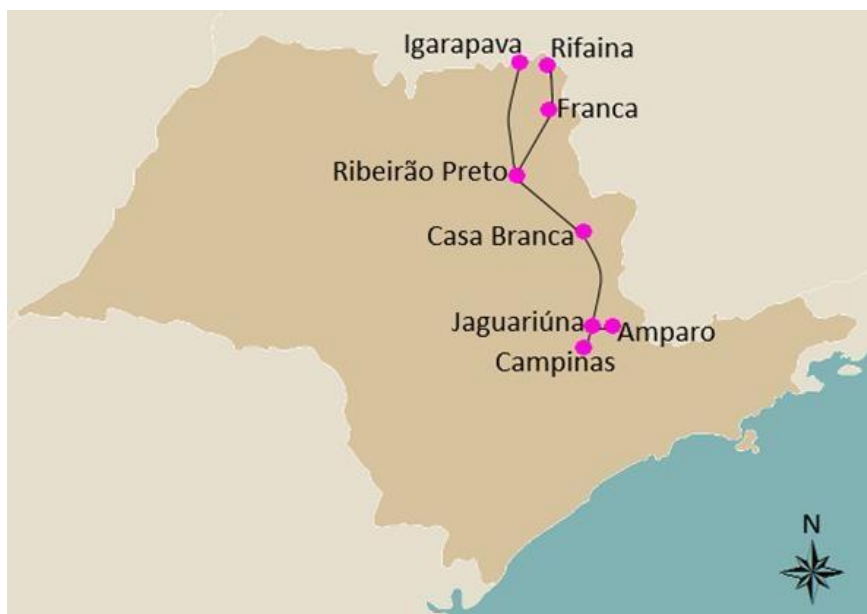 Igarapava
Rifaina
Franca
Ribeirão Preto
Casa Branca
Jaguariúna
Amparo
Campinas
N